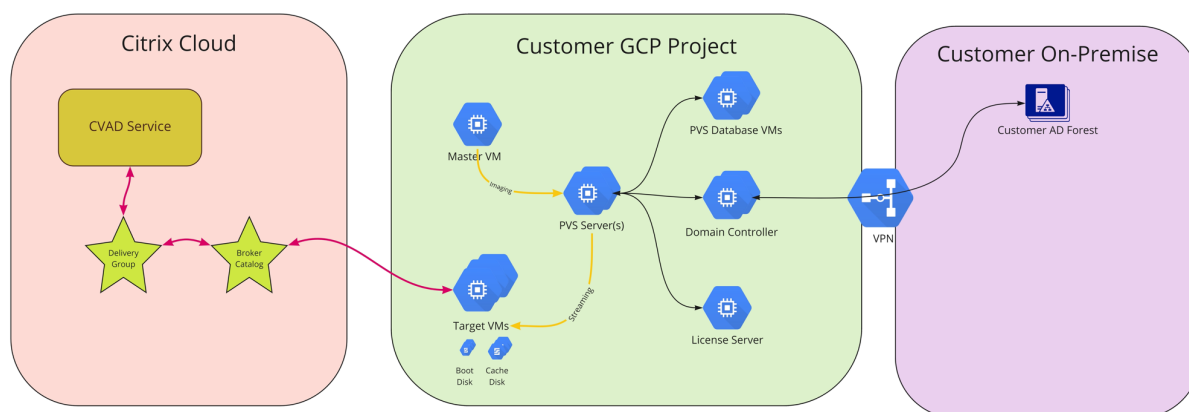 Citrix Cloud
CVAD Service
Delivery
Group
Broker
Catalog
Customer GCP Project
Master VM
Imaging
PVS Server(s)
Streaming
Target VMs
Boot
Disk
Cache
Disk
PVS Database VMs
Domain Controller
License Server
VPN
Customer On-Premise
Customer AD Forest